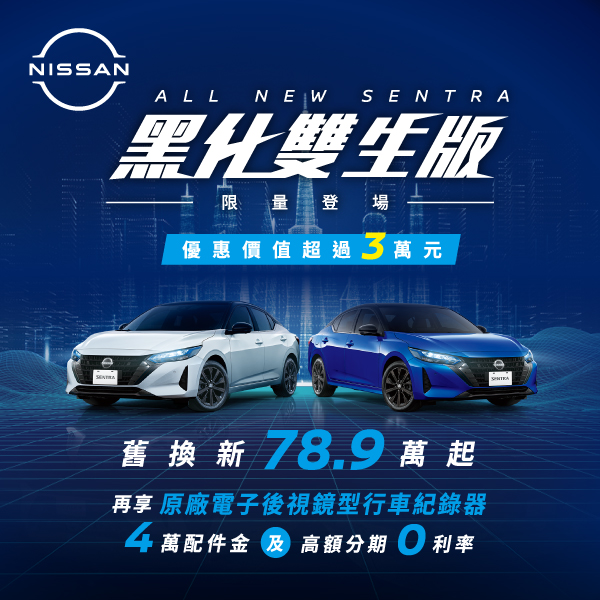 NISSAN
ALL NEW SENTRA
黑化雙生版
限量登場
優惠價值超過3萬元
SENTRA
SENTRA
舊換新 78.9 萬起
再享 原廠電子後視鏡型行車紀錄器
4萬配件金 及 高額分期 0 利率